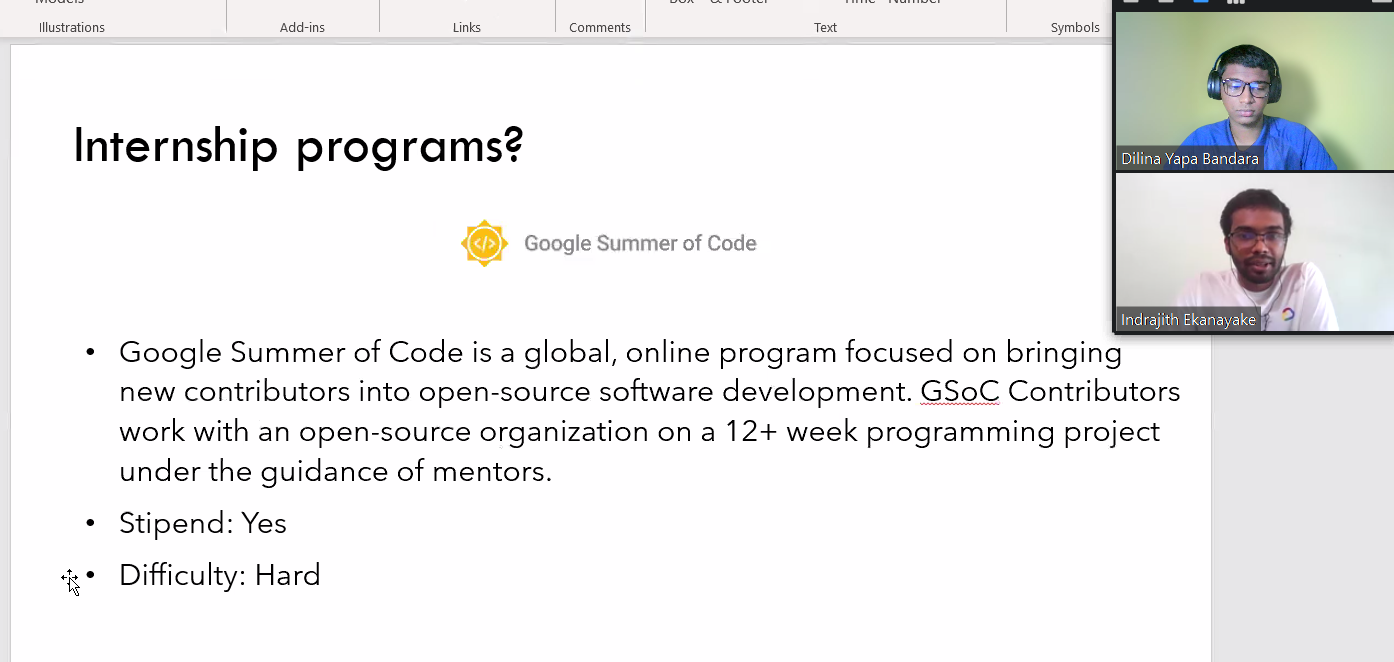 Models
Box & Footer Time Number
Illustrations Add-ins Links Comments Text Symbols
Internship programs?
</> Google Summer of Code
• Google Summer of Code is a global, online program focused on bringing
new contributors into open-source software development. GSoC Contributors
work with an open-source organization on a 12+ week programming project
under the guidance of mentors.
• Stipend: Yes
• Difficulty: Hard
Dilina Yapa Bandara
Indrajith Ekanayake